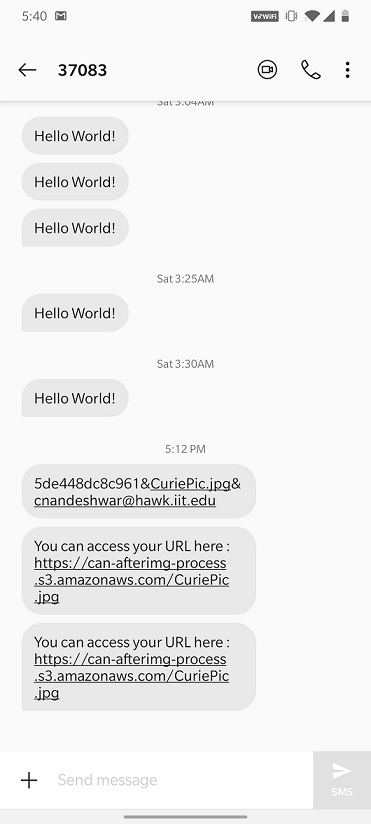 5:40
VoWiFi
37083
Sat 3:04AM
Hello World!
Hello World!
Hello World!
Sat 3:25AM
Hello World!
Sat 3:30AM
Hello World!
5:12 PM
5de448dc8c961&CuriePic.jpg&
cnandeshwar@hawk.iit.edu
You can access your URL here :
https://can-afterimg-process
.s3.amazonaws.com/CuriePic
.jpg
You can access your URL here :
https://can-afterimg-process
.s3.amazonaws.com/CuriePic
.jpg
Send message
SMS